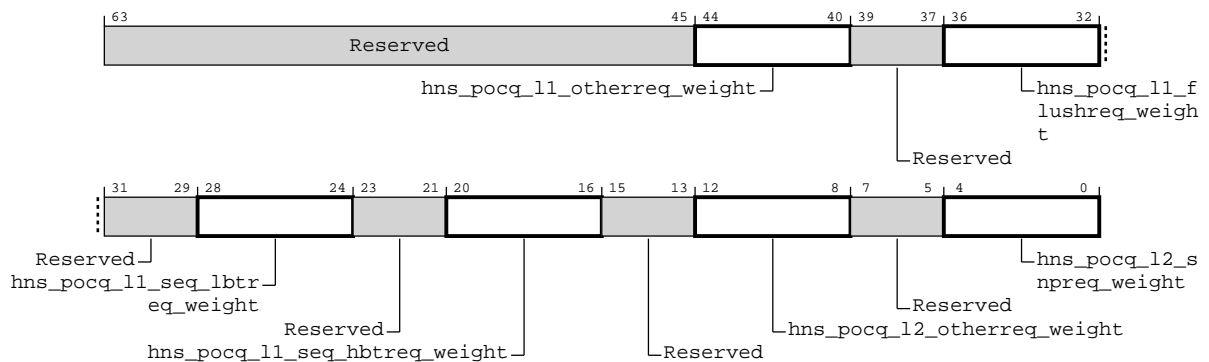 63 45 44 40 39 37 36 32
Reserved
hns_pocq_l1_otherreq_weight
hns_pocq_l1_f
lushreq_weigh
t
Reserved
31 29 28 24 23 21 20 16 15 13 12 8 7 5 4 0
Reserved
hns_pocq_l1_seq_lbtr
eq_weight
hns_pocq_l2_s
npreq_weight
Reserved
Reserved
hns_pocq_l2_otherreq_weight
hns_pocq_l1_seq_hbtreq_weight
Reserved